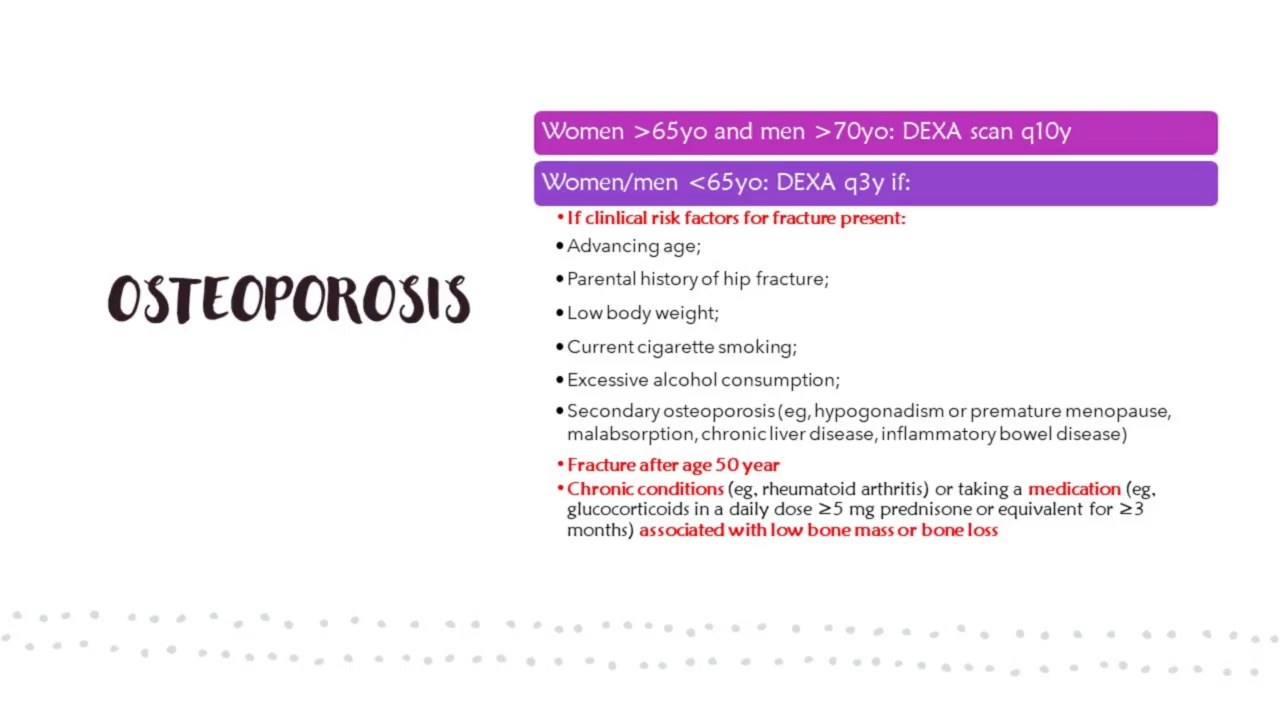 OSTEOPOROSIS
Women >65yo and men >70yo: DEXA scan q10y
Women/men <65yo: DEXA q3y if:
• If clinlical risk factors for fracture present:
• Advancing age;
• Parental history of hip fracture;
• Low body weight;
• Current cigarette smoking;
• Excessive alcohol consumption;
• Secondary osteoporosis (eg, hypogonadism or premature menopause,
malabsorption, chronic liver disease, inflammatory bowel disease)
• Fracture after age 50 year
• Chronic conditions (eg, rheumatoid arthritis) or taking a medication (eg,
glucocorticoids in a daily dose ≥5 mg prednisone or equivalent for ≥3
months) associated with low bone mass or bone loss